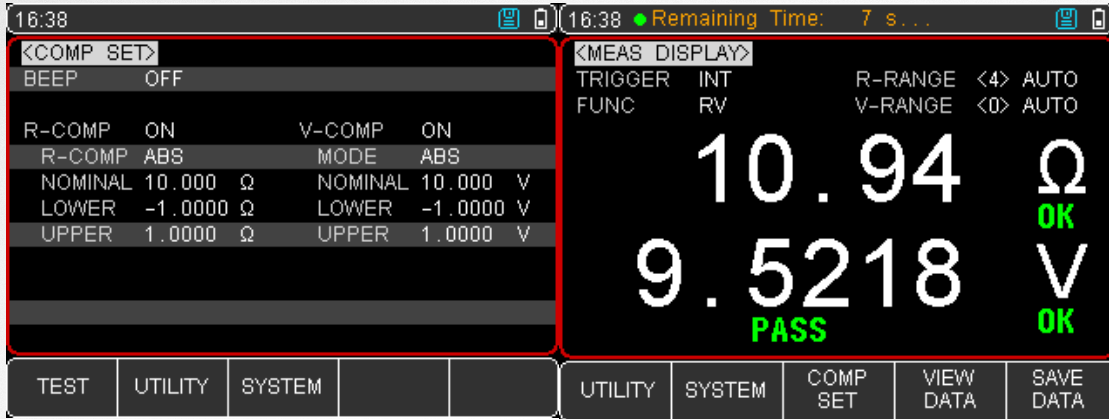 16:38
<COMP SET>
BEEP OFF
R-COMP ON V-COMP ON
R-COMP ABS MODE ABS
NOMINAL 10.000 Ω NOMINAL 10.000 V
LOWER -1.0000 Ω LOWER -1.0000 V
UPPER 1.0000 Ω UPPER 1.0000 V
TEST UTILITY SYSTEM
16:38 Remaining Time: 7 s...
<MEAS DISPLAY>
TRIGGER INT R-RANGE <4> AUTO
FUNC RV V-RANGE <0> AUTO
10.94 Ω
OK
9.5218 V
PASS OK
UTILITY SYSTEM COMP SET VIEW DATA SAVE DATA